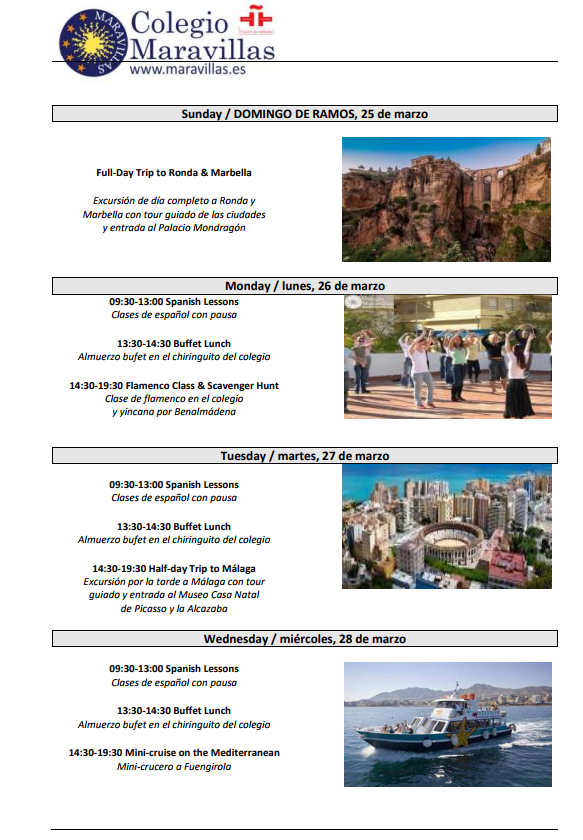 MARAVILLAS
Colegio
Maravillas
www.maravillas.es
Sunday / DOMINGO DE RAMOS, 25 de marzo
Full-Day Trip to Ronda & Marbella
Excursión de día completo a Ronda y
Marbella con tour guiado de las ciudades
y entrada al Palacio Mondragón
Monday / lunes, 26 de marzo
09:30-13:00 Spanish Lessons
Clases de español con pausa
13:30-14:30 Buffet Lunch
Almuerzo bufet en el chiringuito del colegio
14:30-19:30 Flamenco Class & Scavenger Hunt
Clase de flamenco en el colegio
y yincana por Benalmádena
Tuesday / martes, 27 de marzo
09:30-13:00 Spanish Lessons
Clases de español con pausa
13:30-14:30 Buffet Lunch
Almuerzo bufet en el chiringuito del colegio
14:30-19:30 Half-day Trip to Málaga
Excursión por la tarde a Málaga con tour
guiado y entrada al Museo Casa Natal
de Picasso y la Alcazaba
Wednesday / miércoles, 28 de marzo
09:30-13:00 Spanish Lessons
Clases de español con pausa
13:30-14:30 Buffet Lunch
Almuerzo bufet en el chiringuito del colegio
14:30-19:30 Mini-cruise on the Mediterranean
Mini-crucero a Fuengirola